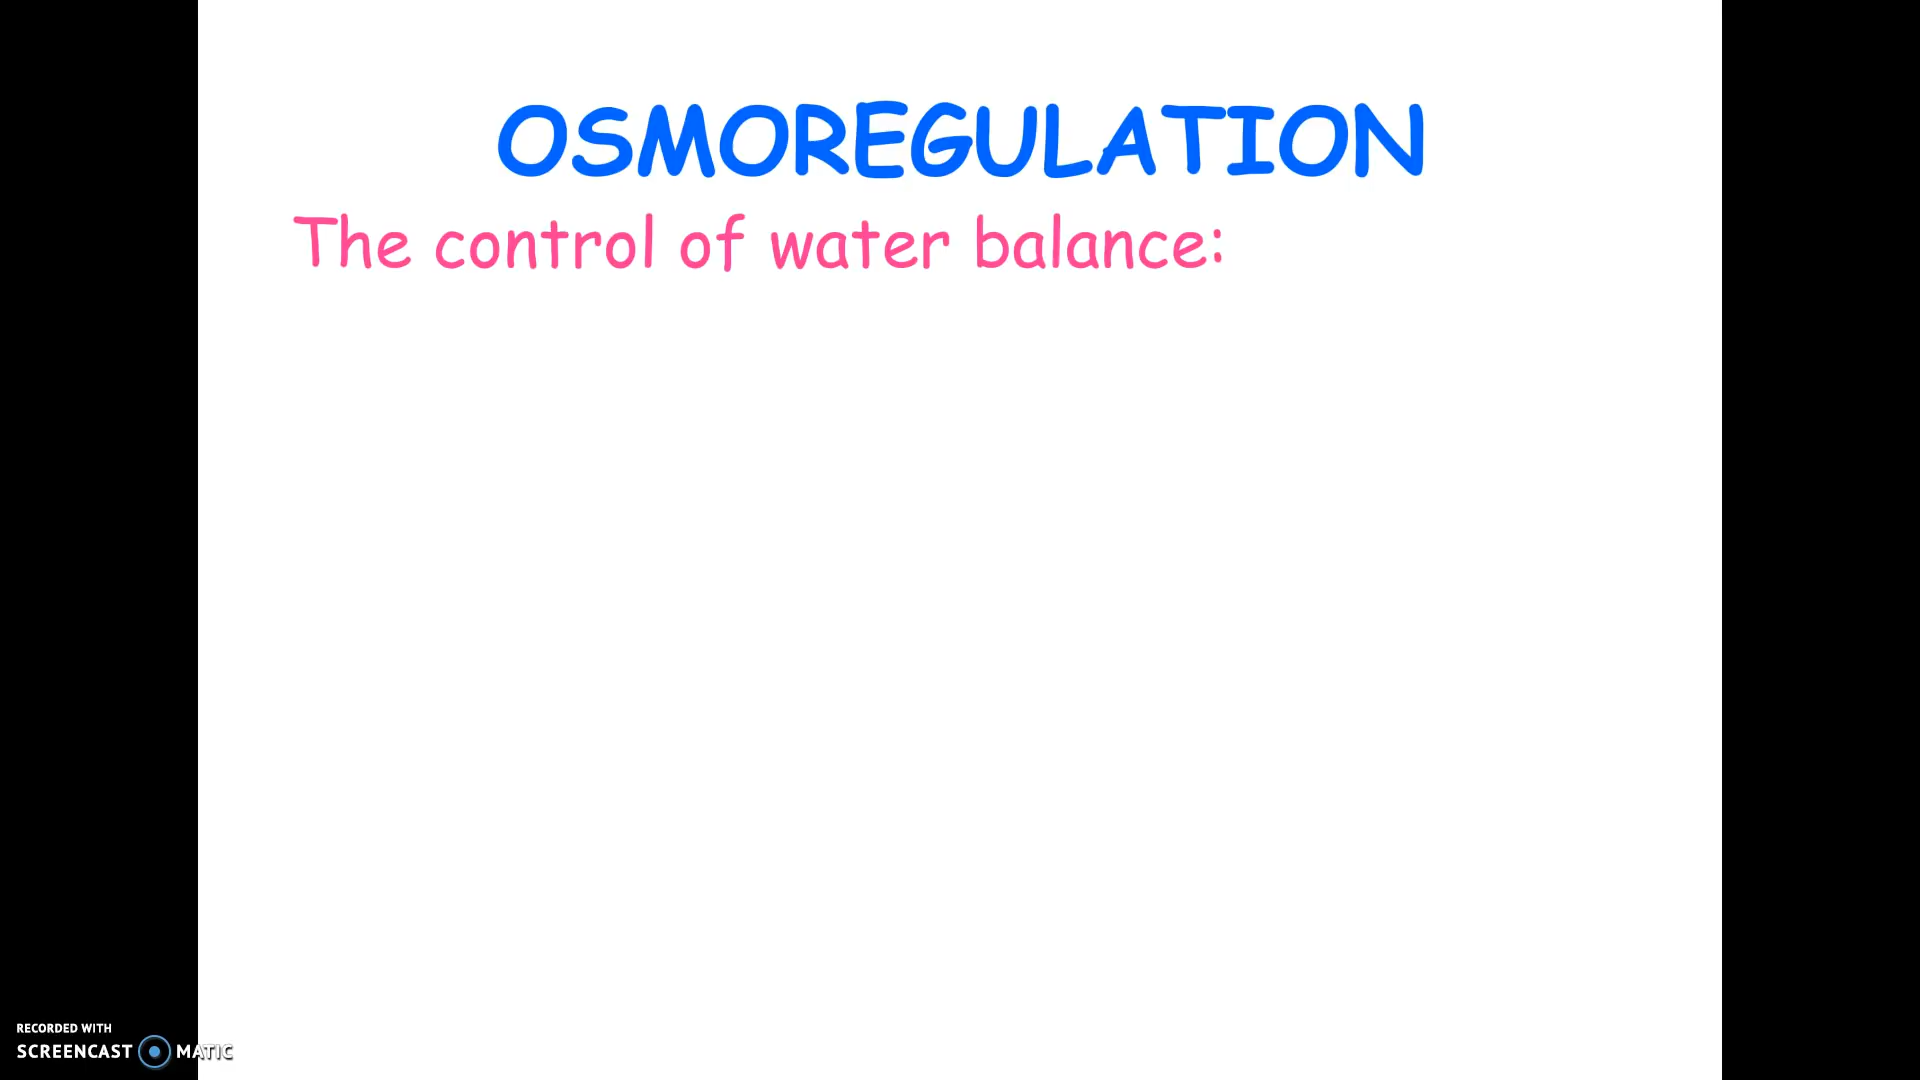 OSMOREGULATION
The control of water balance:
RECORDED WITH
SCREENCAST MATIC